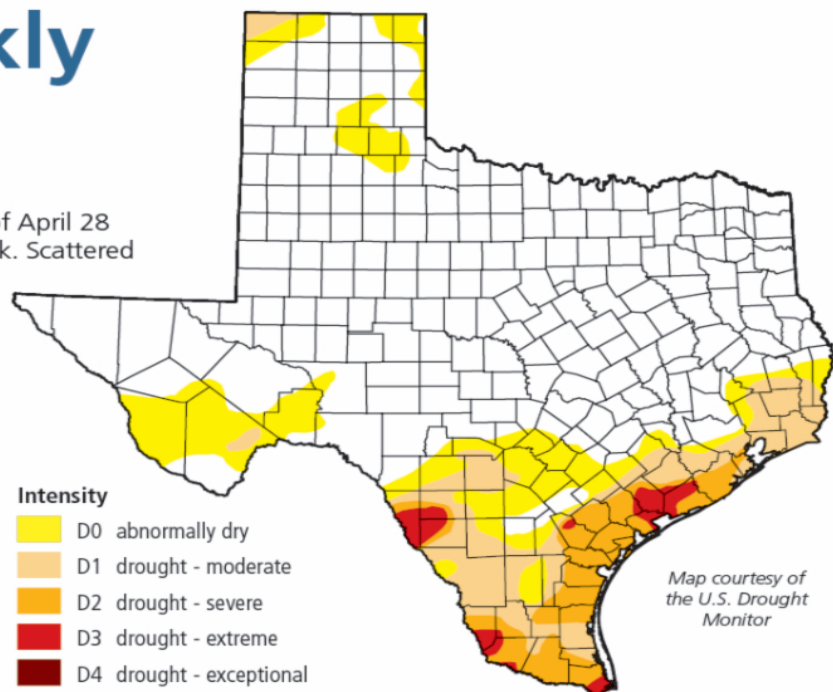 kly
of April 28
k. Scattered
Intensity
D0 abnormally dry
D1 drought - moderate
D2 drought - severe
D3 drought - extreme
D4 drought - exceptional
Map courtesy of
the U.S. Drought
Monitor